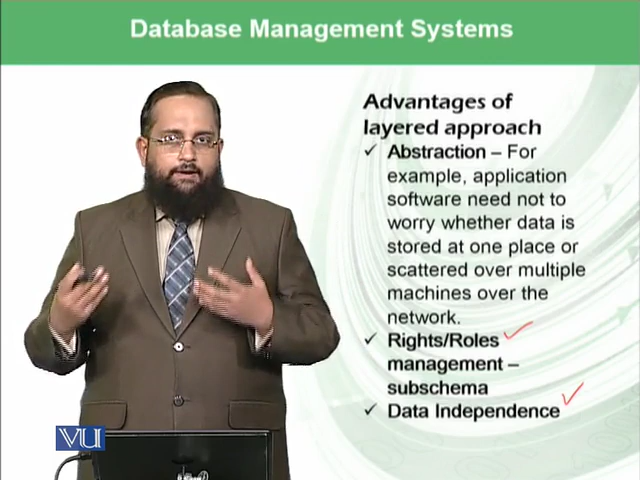 Database Management Systems
Advantages of
layered approach
✓ Abstraction – For
example, application
software need not to
worry whether data is
stored at one place or
scattered over multiple
machines over the
network.
✓ Rights/Roles
management –
subschema
✓ Data Independence
VU